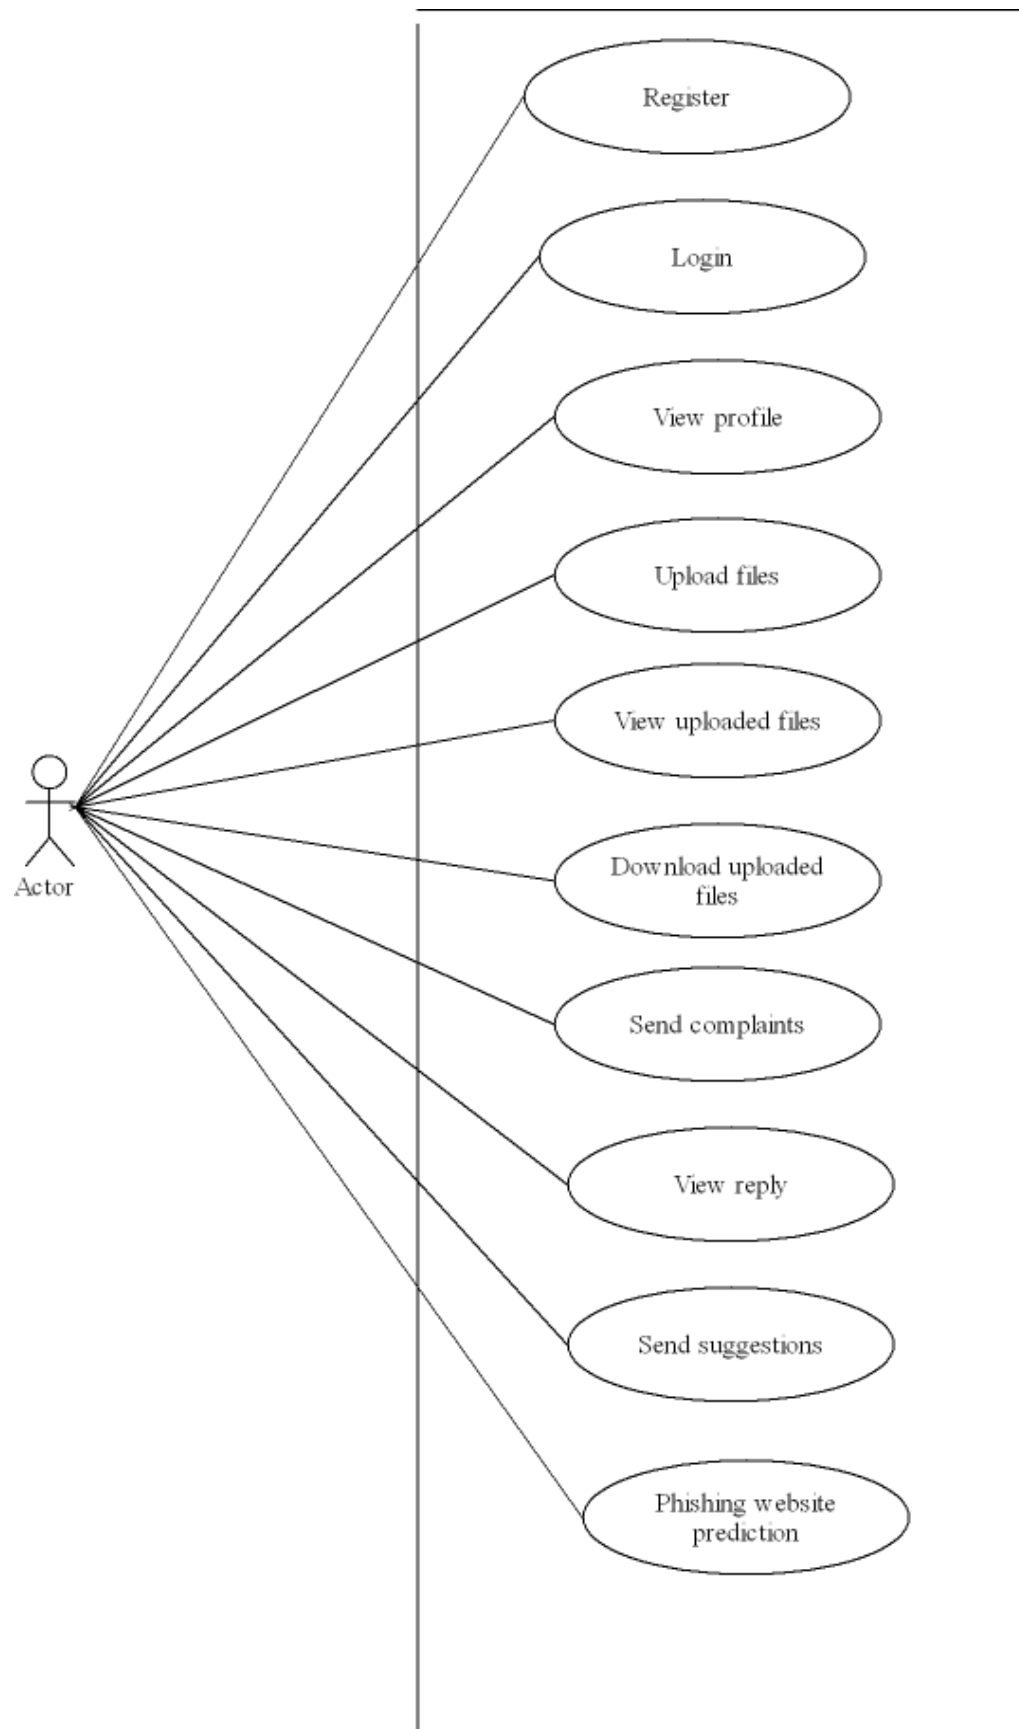 Register
Login
View profile
Upload files
View uploaded files
Actor
Download uploaded
files
Send complaints
View reply
Send suggestions
Phishing website
prediction